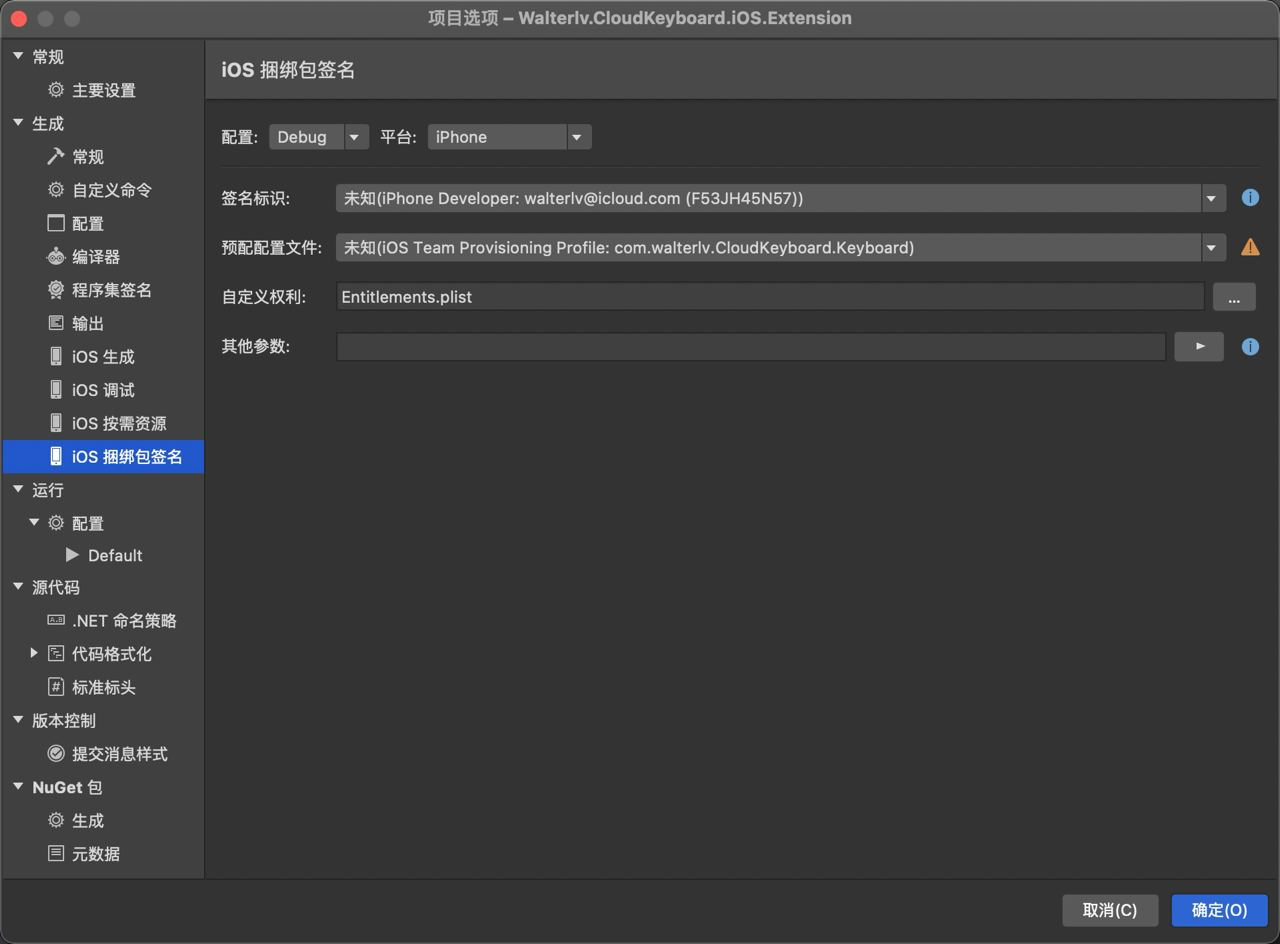 项目选项 – Walterlv.CloudKeyboard.iOS.Extension
常规
主要设置
生成
常规
自定义命令
配置
编译器
程序集签名
输出
iOS 生成
iOS 调试
iOS 按需资源
iOS 捆绑包签名
运行
配置
Default
源代码
.NET 命名策略
代码格式化
标准标头
版本控制
提交消息样式
NuGet 包
生成
元数据
iOS 捆绑包签名
配置: Debug 平台: iPhone
签名标识: 未知(iPhone Developer: walterlv@icloud.com (F53JH45N57))
预配配置文件: 未知(iOS Team Provisioning Profile: com.walterlv.CloudKeyboard.Keyboard)
自定义权利: Entitlements.plist ...
其他参数:
取消(C) 确定(O)